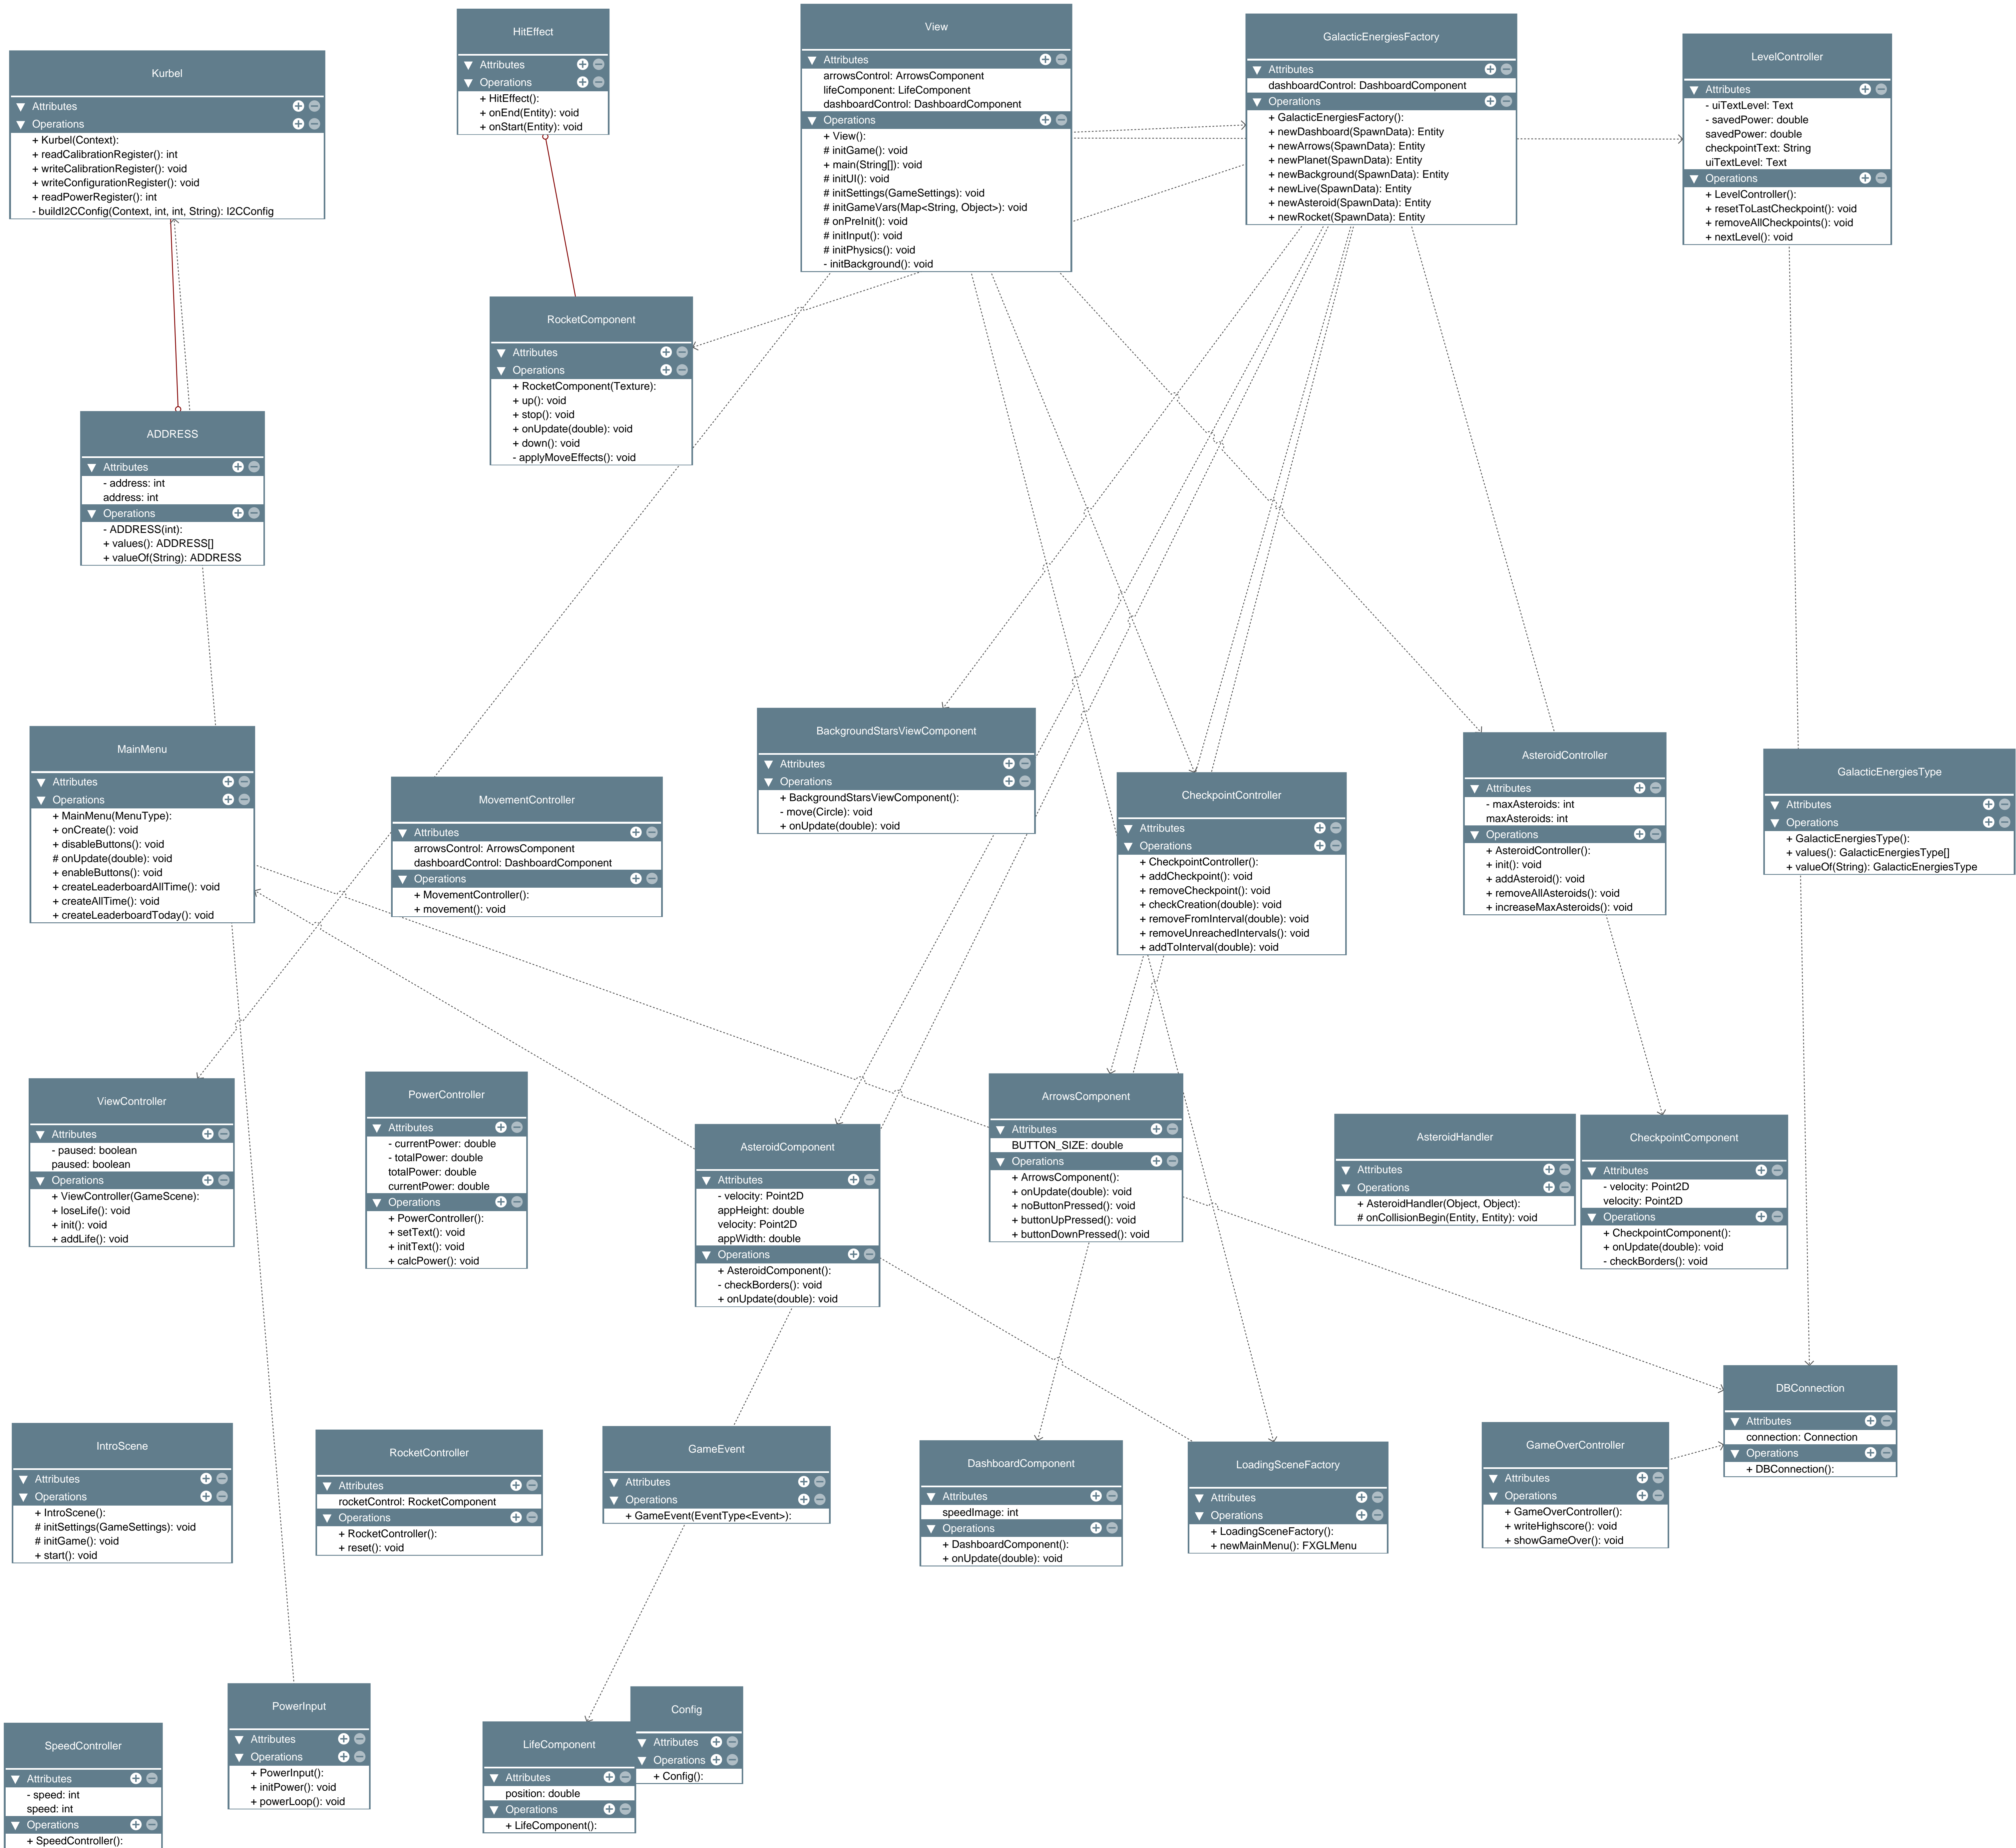 Kurbel
Attributes
Operations
+ Kurbel(Context):
+ readCalibrationRegister(): int
+ writeCalibrationRegister(): void
+ writeConfigurationRegister(): void
+ readPowerRegister(): int
- buildI2CConfig(Context, int, int, String): I2CConfig
HitEffect
Attributes
Operations
+ HitEffect():
+ onEnd(Entity): void
+ onStart(Entity): void
View
Attributes
arrowsControl: ArrowsComponent
lifeComponent: LifeComponent
dashboardControl: DashboardComponent
Operations
+ View():
# initGame(): void
+ main(String[]): void
# initUI(): void
# initSettings(GameSettings): void
# initGameVars(Map<String, Object>): void
# onPreInit(): void
# initInput(): void
# initPhysics(): void
- initBackground(): void
GalacticEnergiesFactory
Attributes
dashboardControl: DashboardComponent
Operations
+ GalacticEnergiesFactory():
+ newDashboard(SpawnData): Entity
+ newArrows(SpawnData): Entity
+ newPlanet(SpawnData): Entity
+ newBackground(SpawnData): Entity
+ newLive(SpawnData): Entity
+ newAsteroid(SpawnData): Entity
+ newRocket(SpawnData): Entity
LevelController
Attributes
- uiTextLevel: Text
- savedPower: double
savedPower: double
checkpointText: String
uiTextLevel: Text
Operations
+ LevelController():
+ resetToLastCheckpoint(): void
+ removeAllCheckpoints(): void
+ nextLevel(): void
RocketComponent
Attributes
Operations
+ RocketComponent(Texture):
+ up(): void
+ stop(): void
+ onUpdate(double): void
+ down(): void
- applyMoveEffects(): void
ADDRESS
Attributes
- address: int
address: int
Operations
- ADDRESS(int):
+ values(): ADDRESS[]
+ valueOf(String): ADDRESS
MainMenu
Attributes
Operations
+ MainMenu(MenuType):
+ onCreate(): void
+ disableButtons(): void
# onUpdate(double): void
+ enableButtons(): void
+ createLeaderboardAllTime(): void
+ createAllTime(): void
+ createLeaderboardToday(): void
MovementController
Attributes
arrowsControl: ArrowsComponent
dashboardControl: DashboardComponent
Operations
+ MovementController():
+ movement(): void
BackgroundStarsViewComponent
Attributes
Operations
+ BackgroundStarsViewComponent():
- move(Circle): void
+ onUpdate(double): void
CheckpointController
Attributes
Operations
+ CheckpointController():
+ addCheckpoint(): void
+ removeCheckpoint(): void
+ checkCreation(double): void
+ removeFromInterval(double): void
+ removeUnreachedIntervals(): void
+ addToInterval(double): void
AsteroidController
Attributes
- maxAsteroids: int
maxAsteroids: int
Operations
+ AsteroidController():
+ init(): void
+ addAsteroid(): void
+ removeAllAsteroids(): void
+ increaseMaxAsteroids(): void
GalacticEnergiesType
Attributes
Operations
+ GalacticEnergiesType():
+ values(): GalacticEnergiesType[]
+ valueOf(String): GalacticEnergiesType
ViewController
Attributes
- paused: boolean
paused: boolean
Operations
+ ViewController(GameScene):
+ loseLife(): void
+ init(): void
+ addLife(): void
PowerController
Attributes
- currentPower: double
- totalPower: double
totalPower: double
currentPower: double
Operations
+ PowerController():
+ setText(): void
+ initText(): void
+ calcPower(): void
AsteroidComponent
Attributes
- velocity: Point2D
appHeight: double
velocity: Point2D
appWidth: double
Operations
+ AsteroidComponent():
- checkBorders(): void
+ onUpdate(double): void
ArrowsComponent
Attributes
BUTTON_SIZE: double
Operations
+ ArrowsComponent():
+ onUpdate(double): void
+ noButtonPressed(): void
+ buttonUpPressed(): void
+ buttonDownPressed(): void
AsteroidHandler
Attributes
Operations
+ AsteroidHandler(Object, Object):
# onCollisionBegin(Entity, Entity): void
CheckpointComponent
Attributes
- velocity: Point2D
velocity: Point2D
Operations
+ CheckpointComponent():
+ onUpdate(double): void
- checkBorders(): void
DBConnection
Attributes
connection: Connection
Operations
+ DBConnection():
IntroScene
Attributes
Operations
+ IntroScene():
# initSettings(GameSettings): void
# initGame(): void
+ start(): void
RocketController
Attributes
rocketControl: RocketComponent
Operations
+ RocketController():
+ reset(): void
GameEvent
Attributes
Operations
+ GameEvent(EventType<Event>):
DashboardComponent
Attributes
speedImage: int
Operations
+ DashboardComponent():
+ onUpdate(double): void
LoadingSceneFactory
Attributes
Operations
+ LoadingSceneFactory():
+ newMainMenu(): FXGLMenu
GameOverController
Attributes
Operations
+ GameOverController():
+ writeHighscore(): void
+ showGameOver(): void
SpeedController
Attributes
- speed: int
speed: int
Operations
+ SpeedController():
PowerInput
Attributes
Operations
+ PowerInput():
+ initPower(): void
+ powerLoop(): void
LifeComponent
Attributes
position: double
Operations
+ LifeComponent():
Config
Attributes
Operations
+ Config():